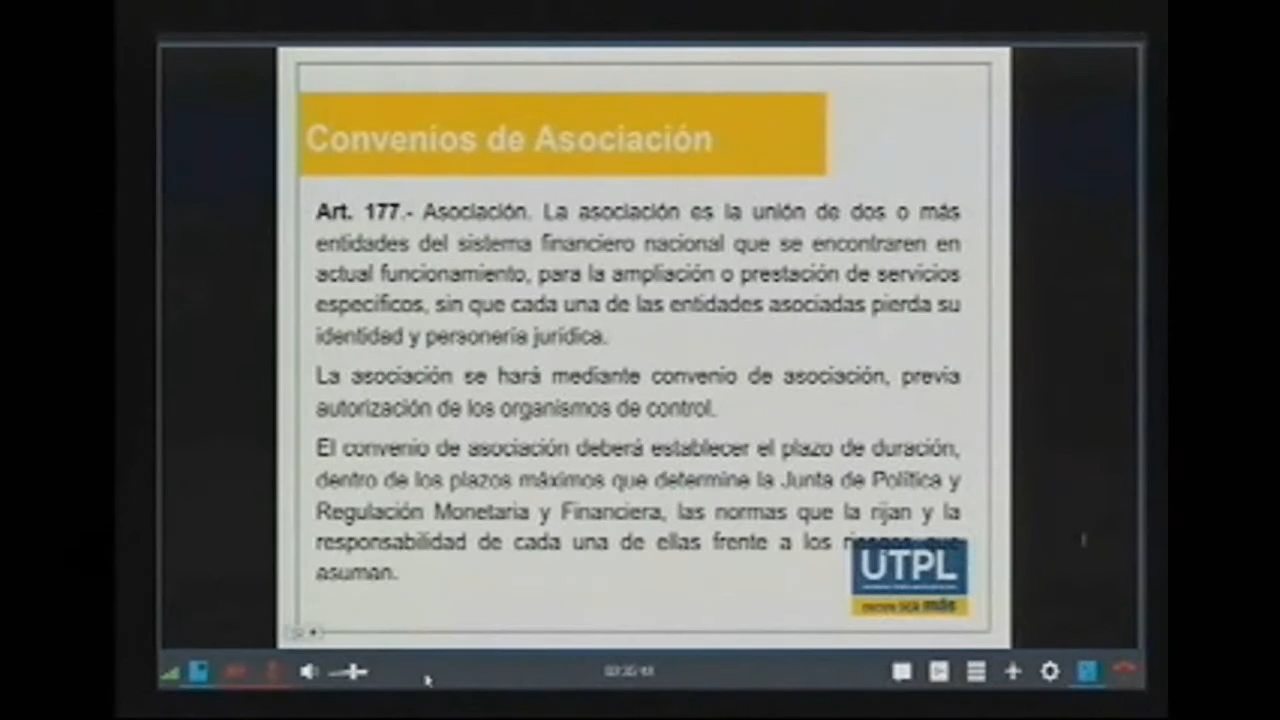 Convenios de Asociación
Art. 177.- Asociación. La asociación es la unión de dos o más
entidades del sistema financiero nacional que se encontraren en
actual funcionamiento, para la ampliación o prestación de servicios
específicos, sin que cada una de las entidades asociadas pierda su
identidad y personería jurídica.
La asociación se hará mediante convenio de asociación, previa
autorización de los organismos de control.
El convenio de asociación deberá establecer el plazo de duración,
dentro de los plazos máximos que determine la Junta de Política y
Regulación Monetaria y Financiera, las normas que la rijan y la
responsabilidad de cada una de ellas frente a los riesgos que
asuman.
UTPL
más